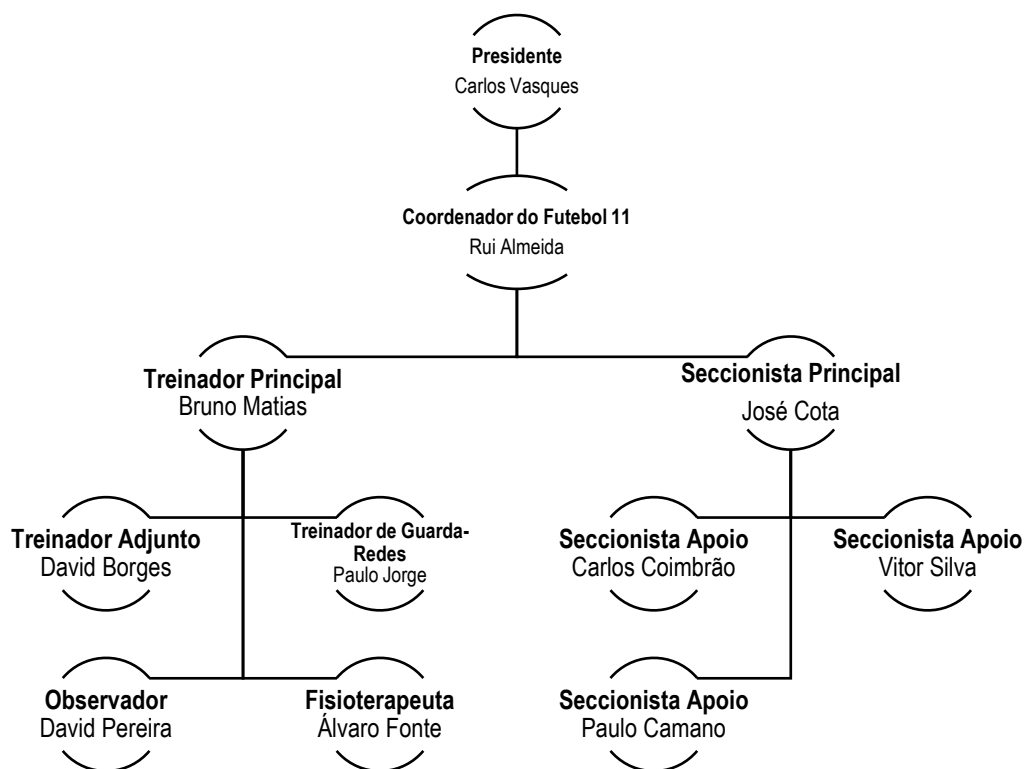 Presidente
Carlos Vasques
Coordenador do Futebol 11
Rui Almeida
Treinador Principal
Bruno Matias
Seccionista Principal
José Cota
Treinador Adjunto
David Borges
Treinador de Guarda-
Redes
Paulo Jorge
Seccionista Apoio
Carlos Coimbrão
Seccionista Apoio
Vitor Silva
Observador
David Pereira
Fisioterapeuta
Álvaro Fonte
Seccionista Apoio
Paulo Camano